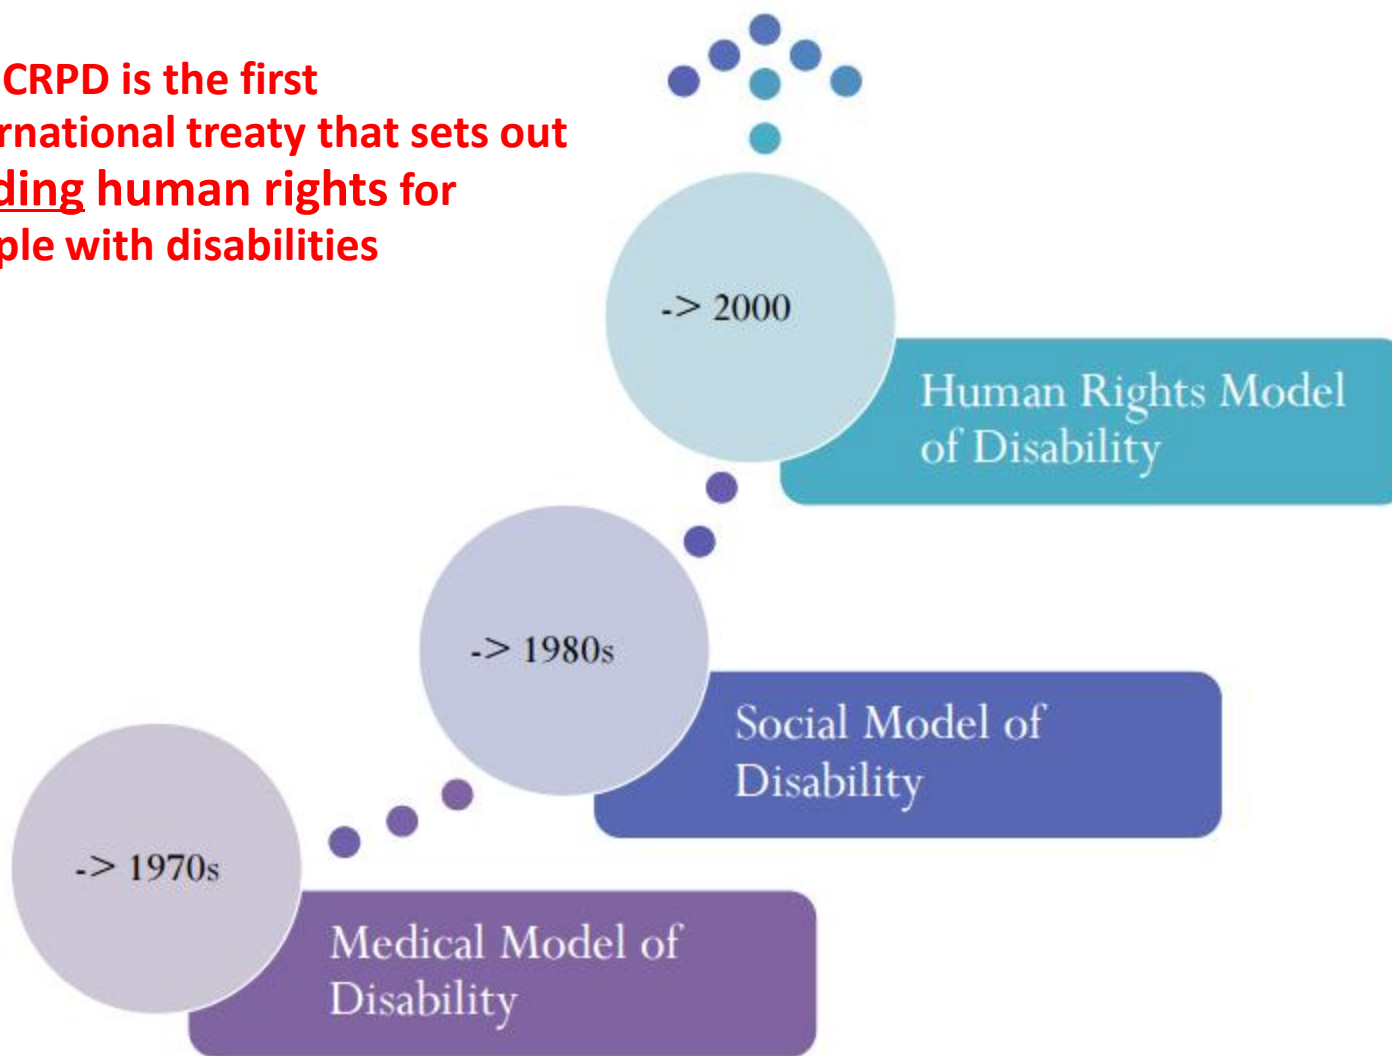 CRPD is the first
rnational treaty that sets out
ding human rights for
ple with disabilities
-> 2000
Human Rights Model
of Disability
-> 1980s
Social Model of
Disability
-> 1970s
Medical Model of
Disability